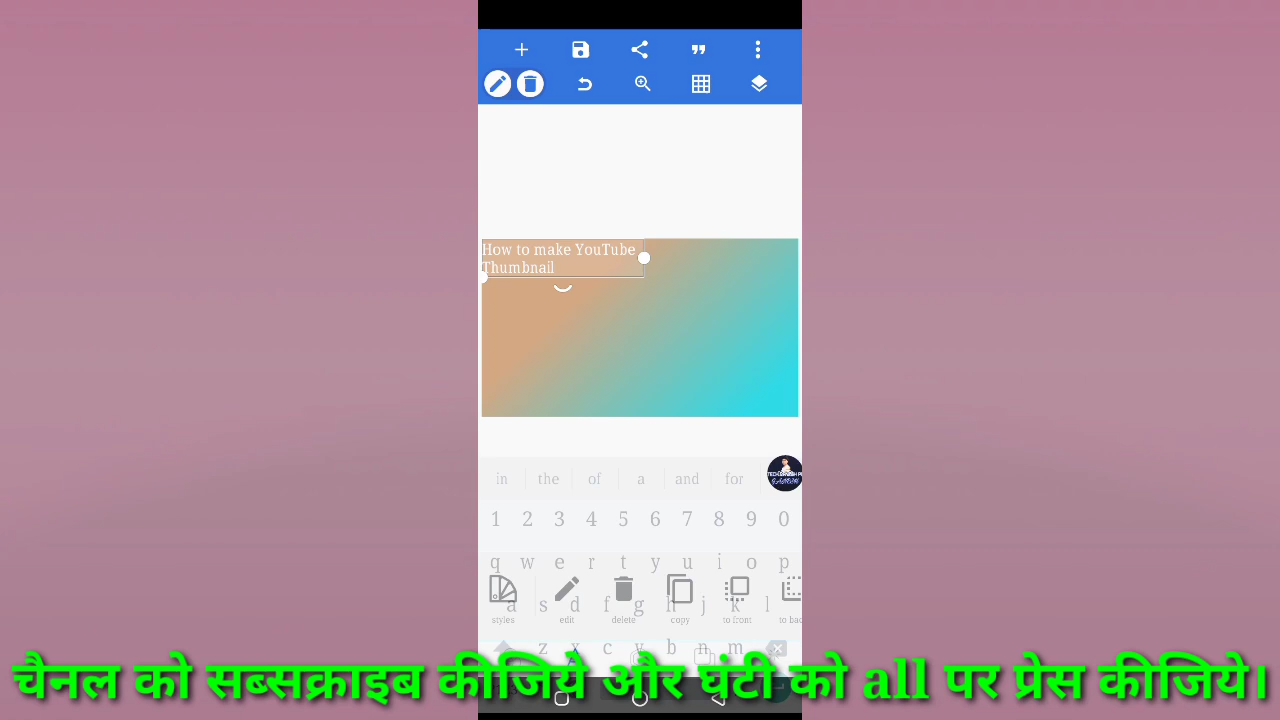 How to make YouTube
Thumbnail
in the of a and for
1 2 3 4 5 6 7 8 9 0
q w e r t y u i o p
a s d f g h j k l
styles edit delete copy to front
z x c v b n m
चैनल को सब्सक्राइब कीजिये और घंटी को all पर प्रेस कीजिये।